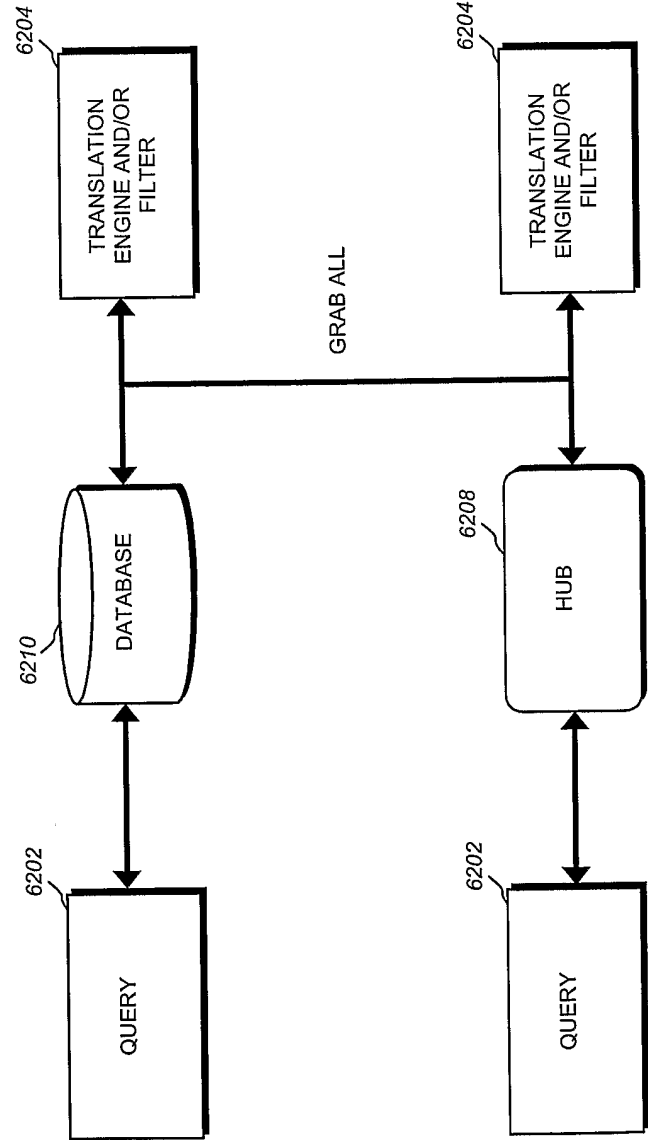 6202
QUERY
6210
DATABASE
6204
TRANSLATION
ENGINE AND/OR
FILTER
GRAB ALL
6202
QUERY
6208
HUB
6204
TRANSLATION
ENGINE AND/OR
FILTER